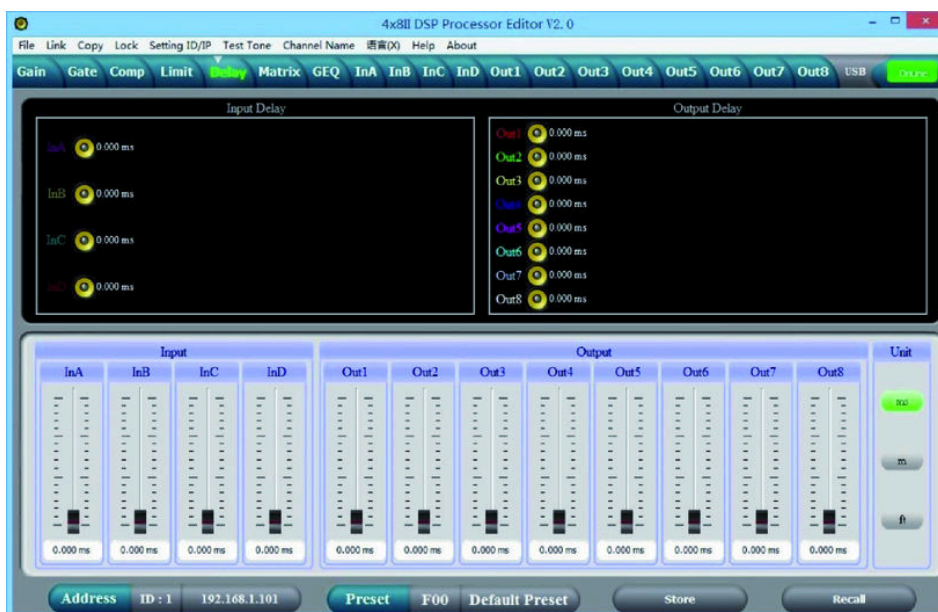 4x8II DSP Processor Editor V2. 0
File Link Copy Lock Setting ID/IP Test Tone Channel Name 语言(X) Help About
Gain Gate Comp Limit Delay Matrix GEQ InA InB InC InD Out1 Out2 Out3 Out4 Out5 Out6 Out7 Out8 USB OnLine
Input Delay Output Delay
InA 0.000 ms
InB 0.000 ms
InC 0.000 ms
InD 0.000 ms
Out1 0.000 ms
Out2 0.000 ms
Out3 0.000 ms
Out4 0.000 ms
Out5 0.000 ms
Out6 0.000 ms
Out7 0.000 ms
Out8 0.000 ms
Input Output Unit
InA InB InC InD Out1 Out2 Out3 Out4 Out5 Out6 Out7 Out8
ms
m
ft
0.000 ms 0.000 ms 0.000 ms 0.000 ms 0.000 ms 0.000 ms 0.000 ms 0.000 ms 0.000 ms 0.000 ms 0.000 ms 0.000 ms
Address ID : 1 192.168.1.101 Preset F00 Default Preset Store Recall